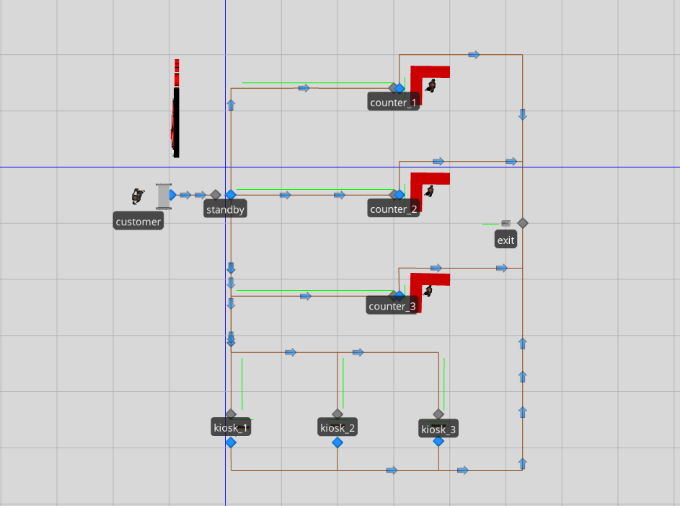 counter_1
customer
standby
counter_2
exit
counter_3
kiosk_1
kiosk_2
kiosk_3